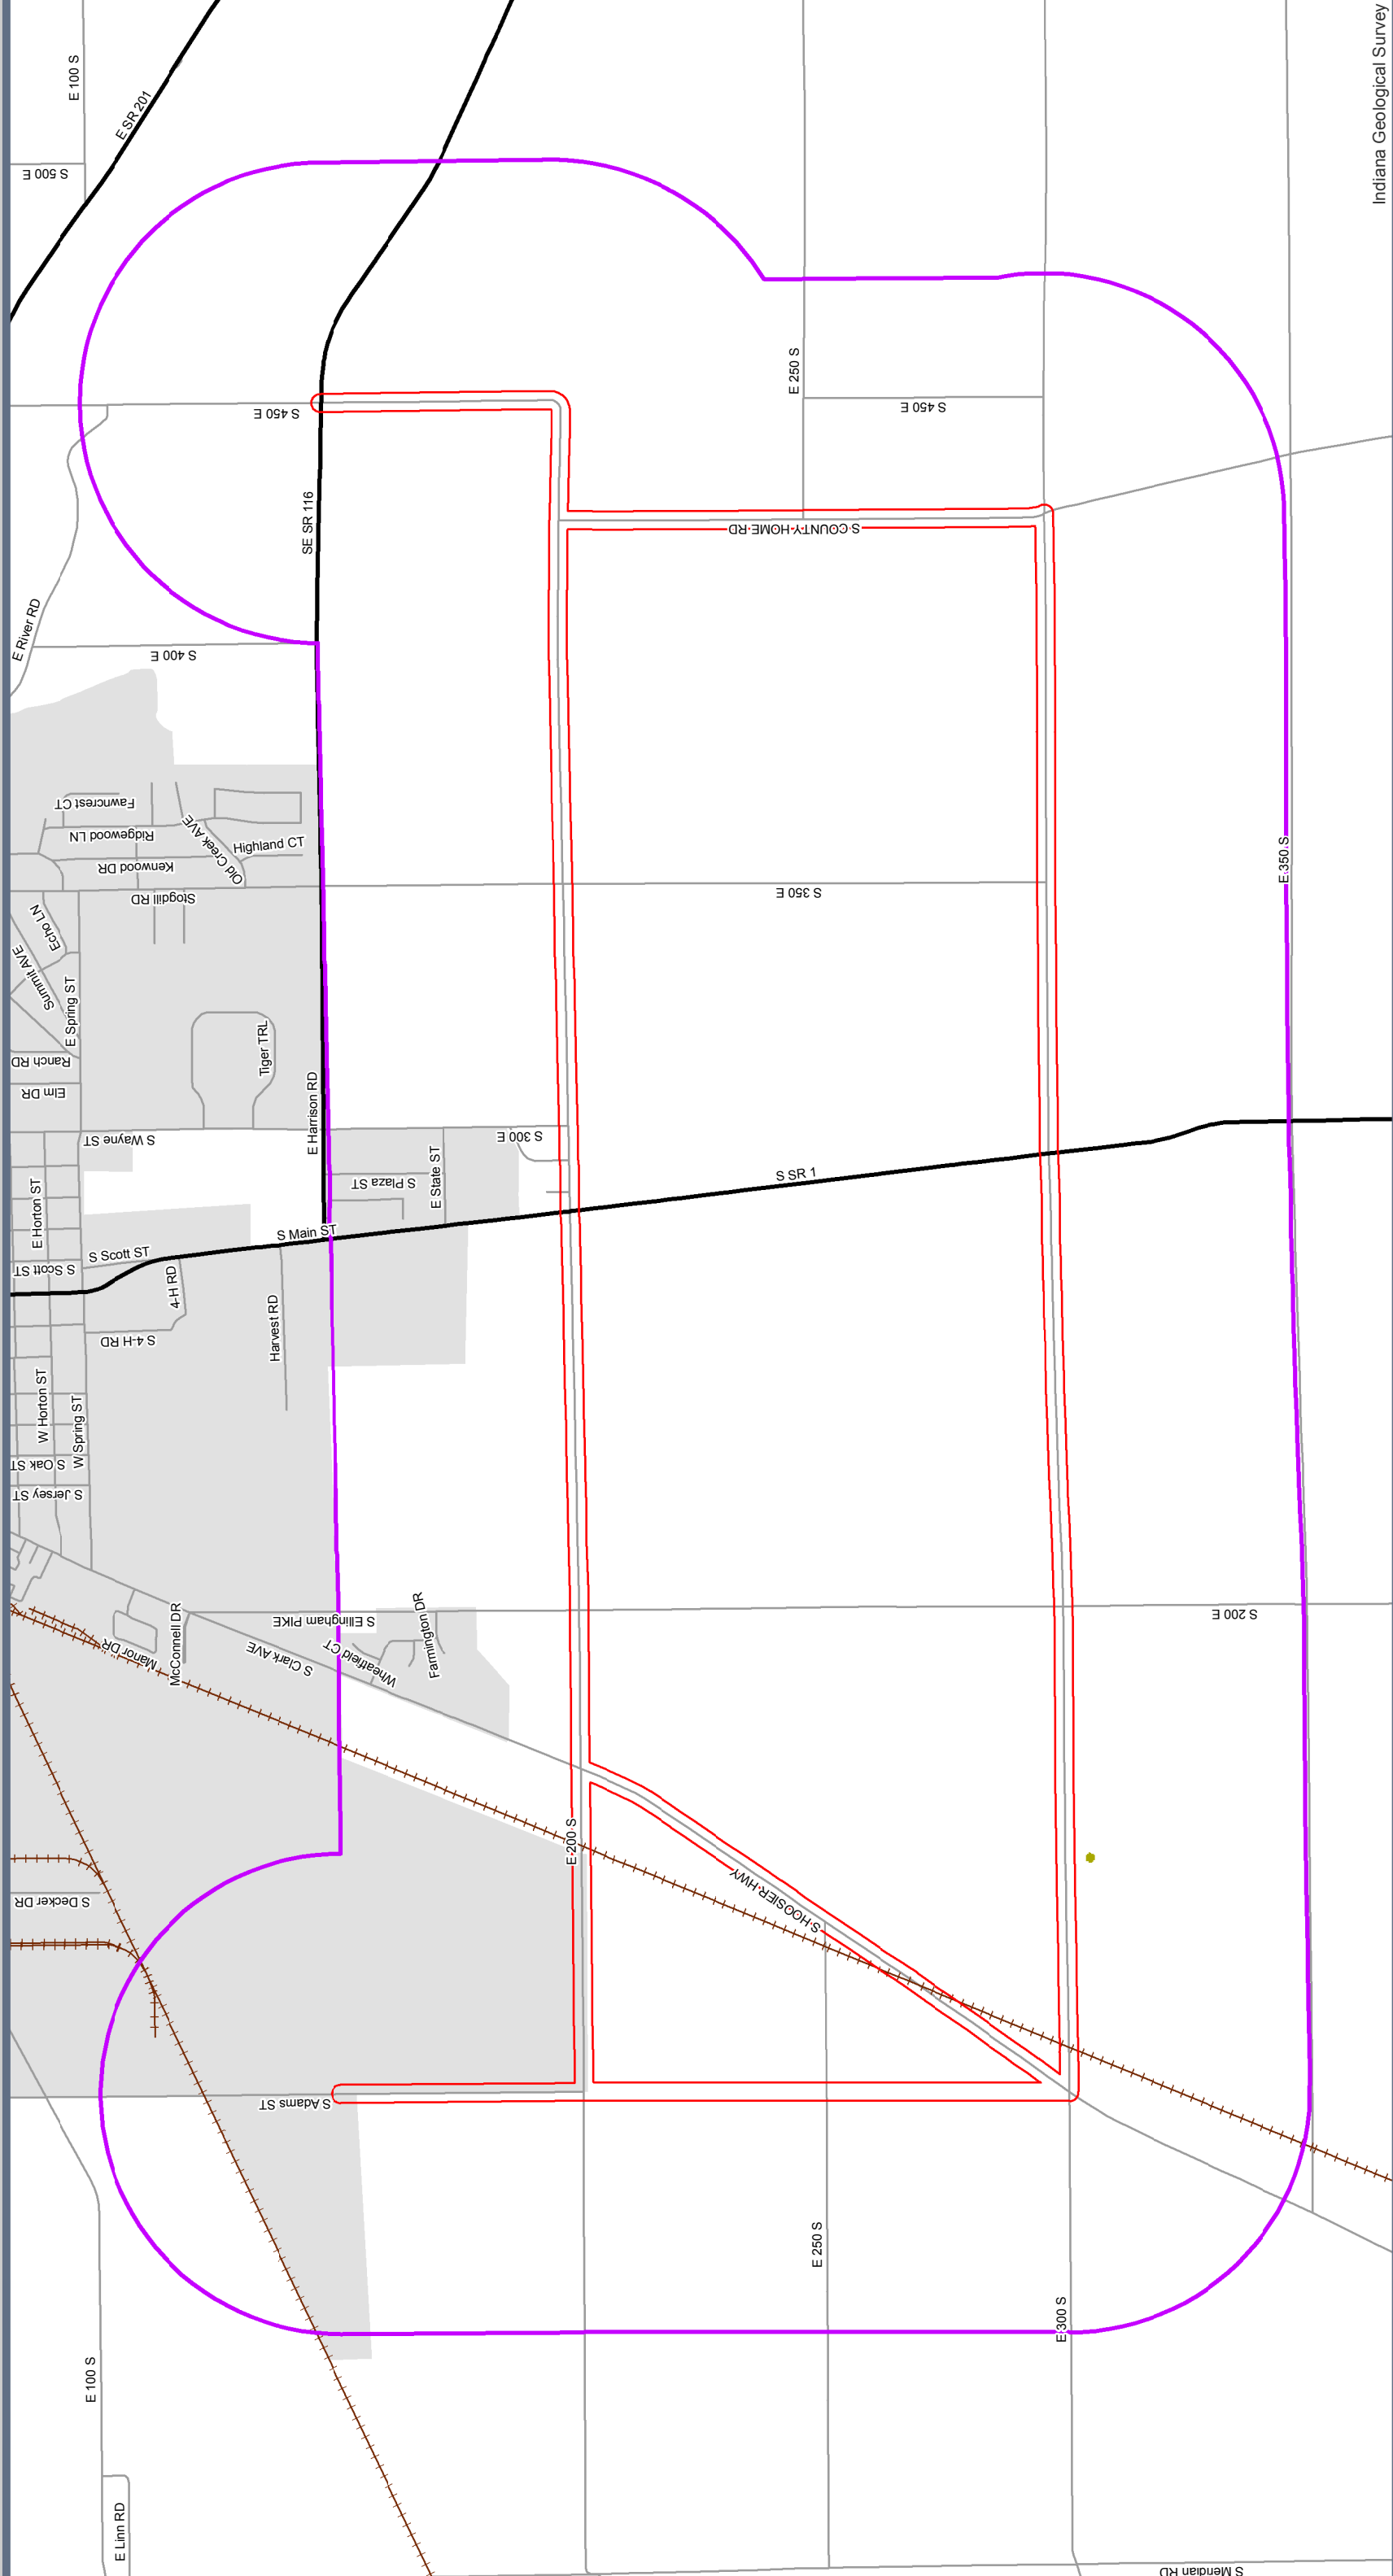 Indiana Geological Survey
E 100 S
E SR 201
S 500 E
E 250 S
S 450 E
S 450 E
SE SR 116
S COUNTY HOME RD
E River RD
S 400 E
Fawncrest CT
Ridgewood LN
Old Creek AVE
Highland CT
Kenwood DR
Stogdill RD
S 350 E
E 350 S
Echo LN
Summit AVE
E Spring ST
Tiger TRL
Ranch RD
Elm DR
E Harrison RD
S Wayne ST
S 300 E
E State ST
S Plaza ST
S SR 1
E Horton ST
S Main ST
S Scott ST
S Scott ST
4-H RD
S 4-H RD
Harvest RD
W Horton ST
W Spring ST
S Oak ST
S Jersey ST
S Ellingham PIKE
S 200 E
McConnell DR
Manor DR
S Clark AVE
Wheatfield CT
Farmington DR
E 200 S
S HOOSIER HWY
S Decker DR
S Adams ST
E 250 S
E 300 S
E 100 S
E Linn RD
S Meridian RD